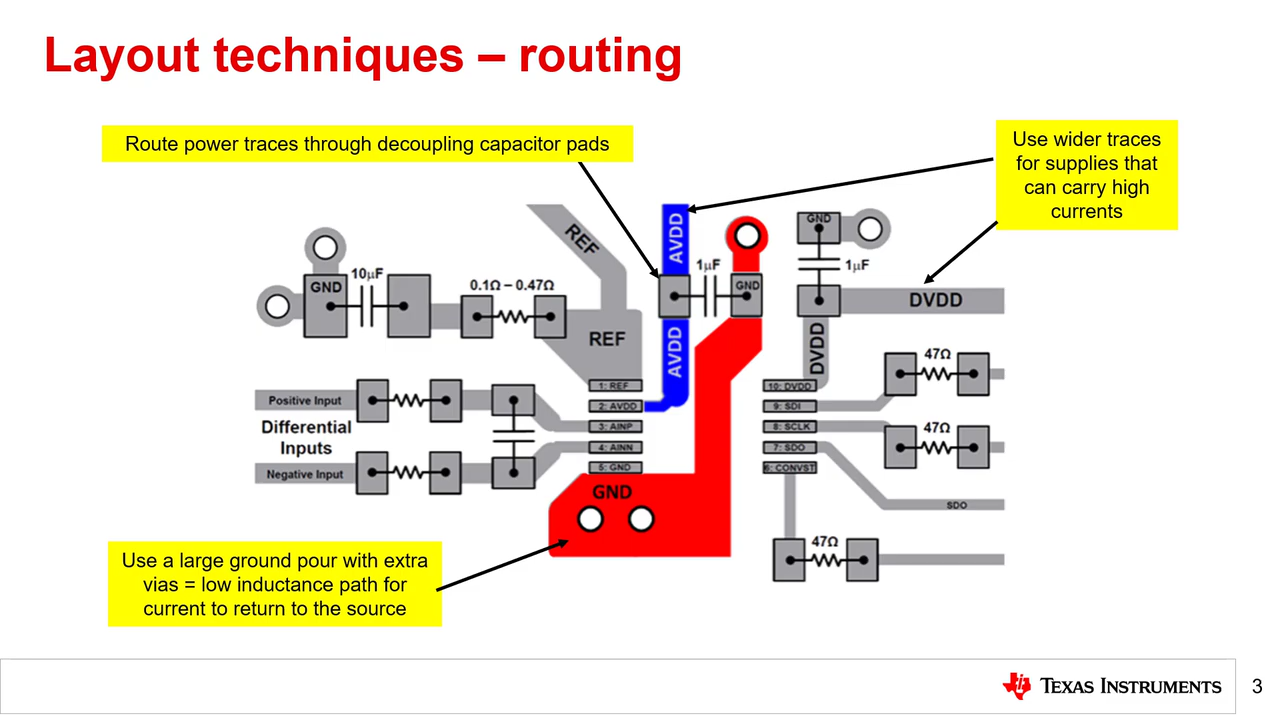 Layout techniques – routing
Route power traces through decoupling capacitor pads
Use wider traces
for supplies that
can carry high
currents
REF
AVDD
GND
10µF
GND
0.1Ω – 0.47Ω
1µF
GND
1µF
DVDD
REF
AVDD
DVDD
1: REF
2: AVDD
3: AINP
4: AINN
5: GND
10: DVDD
9: SDI
8: SCLK
7: SDO
6: CONVST
47Ω
47Ω
Positive Input
Differential
Inputs
Negative Input
GND
SDO
47Ω
Use a large ground pour with extra
vias = low inductance path for
current to return to the source
TEXAS INSTRUMENTS
3